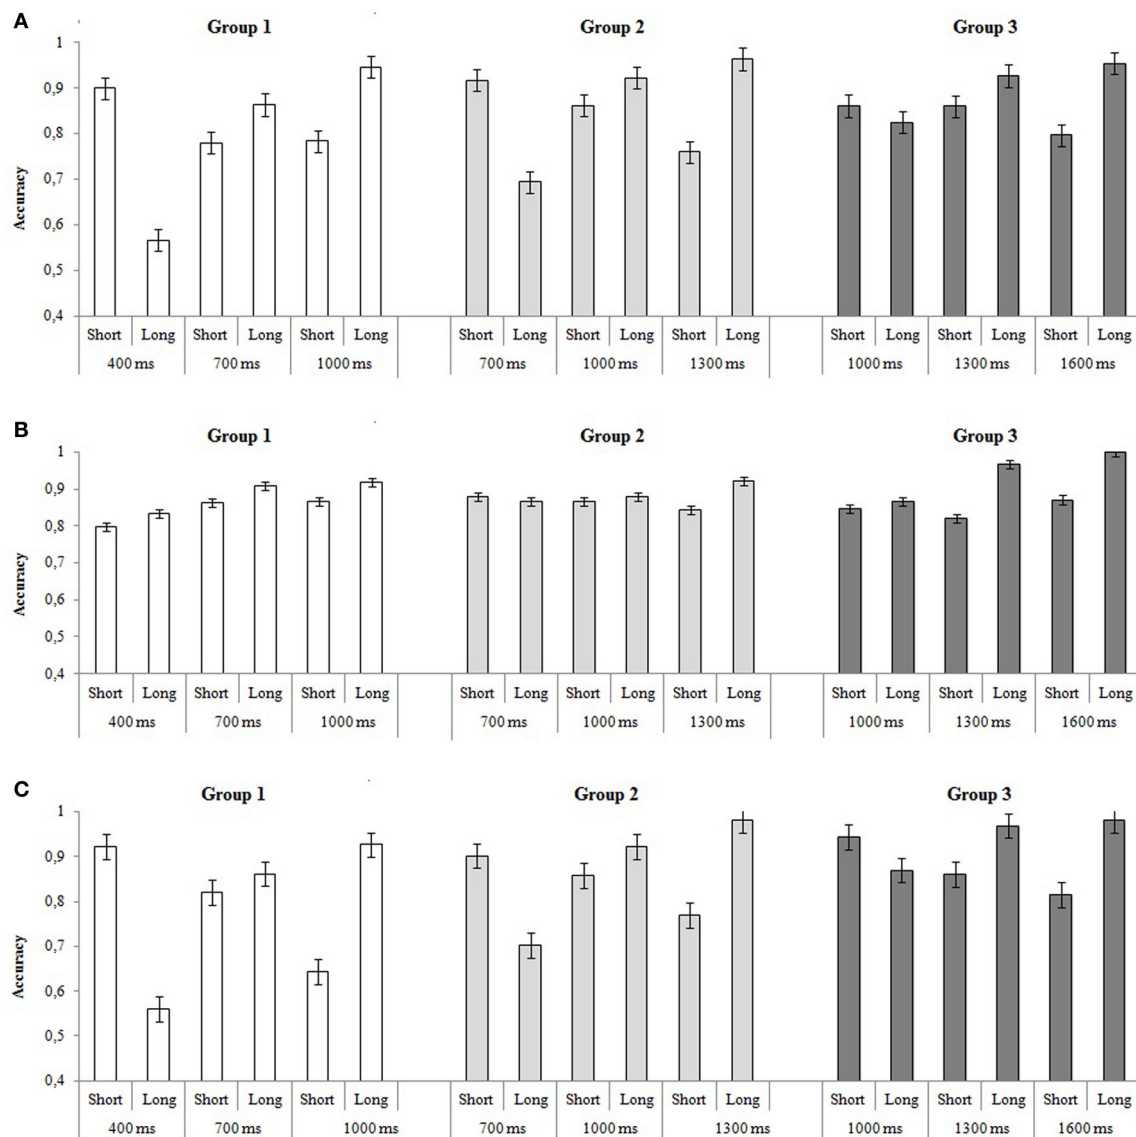 A
Group 1 Group 2 Group 3
Accuracy
1
0,9
0,8
0,7
0,6
0,5
0,4
Short Long Short Long Short Long Short Long Short Long Short Long Short Long Short Long Short Long
400 ms 700 ms 1000 ms 700 ms 1000 ms 1300 ms 1000 ms 1300 ms 1600 ms
B
Group 1 Group 2 Group 3
Accuracy
1
0,9
0,8
0,7
0,6
0,5
0,4
Short Long Short Long Short Long Short Long Short Long Short Long Short Long Short Long Short Long
400 ms 700 ms 1000 ms 700 ms 1000 ms 1300 ms 1000 ms 1300 ms 1600 ms
C
Group 1 Group 2 Group 3
Accuracy
1
0,9
0,8
0,7
0,6
0,5
0,4
Short Long Short Long Short Long Short Long Short Long Short Long Short Long Short Long Short Long
400 ms 700 ms 1000 ms 700 ms 1000 ms 1300 ms 1000 ms 1300 ms 1600 ms